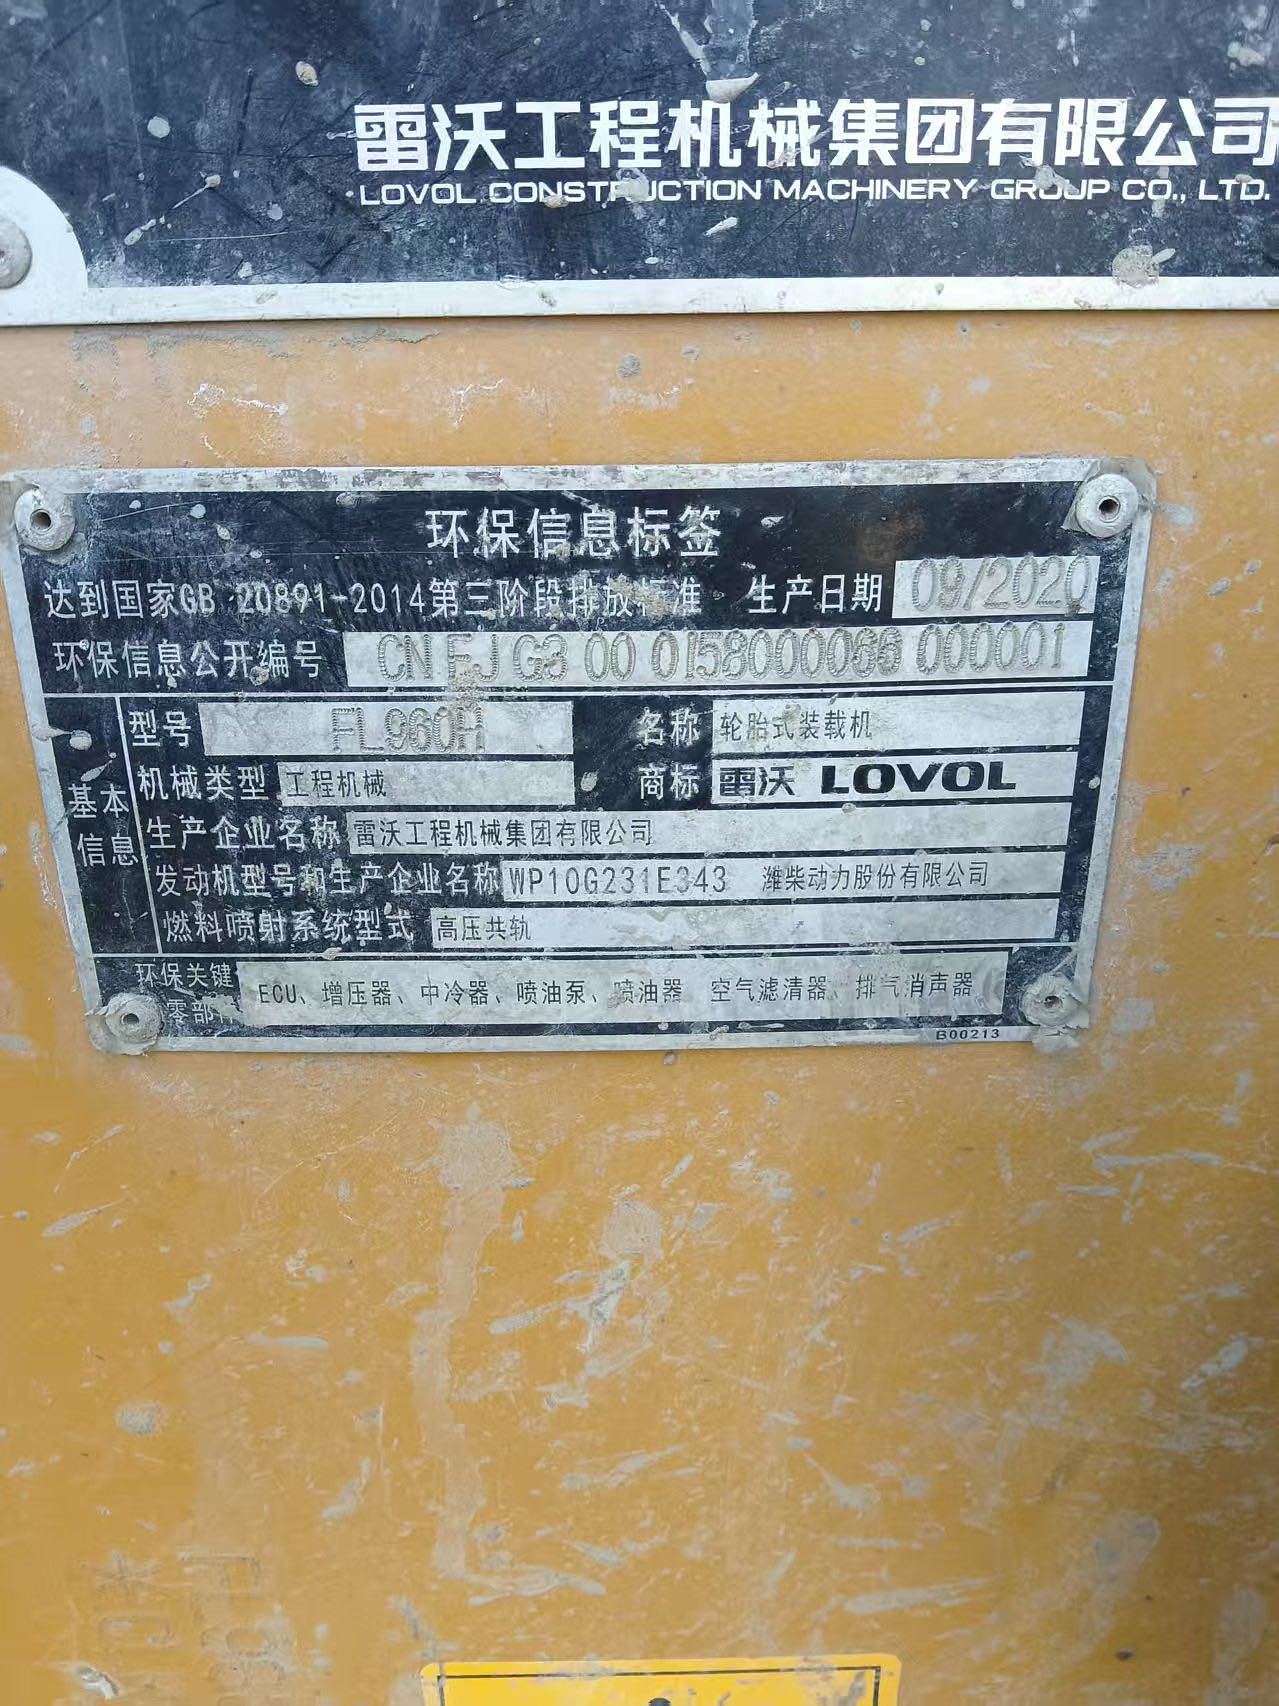 雷沃工程机械集团有限公司
LOVOL CONSTRUCTION MACHINERY GROUP CO., LTD.
环保信息标签
达到国家GB 20891-2014第三阶段排放标准 生产日期 09/2020
环保信息公开编号 CN FJ G3 00 0158000066 000001
基本信息
型号 FL960H 名称 轮胎式装载机
机械类型 工程机械 商标 雷沃 LOVOL
生产企业名称 雷沃工程机械集团有限公司
发动机型号和生产企业名称 WP10G231E343 潍柴动力股份有限公司
燃料喷射系统型式 高压共轨
环保关键零部件 ECU、增压器、中冷器、喷油泵、喷油器 空气滤清器、排气消声器
B00213